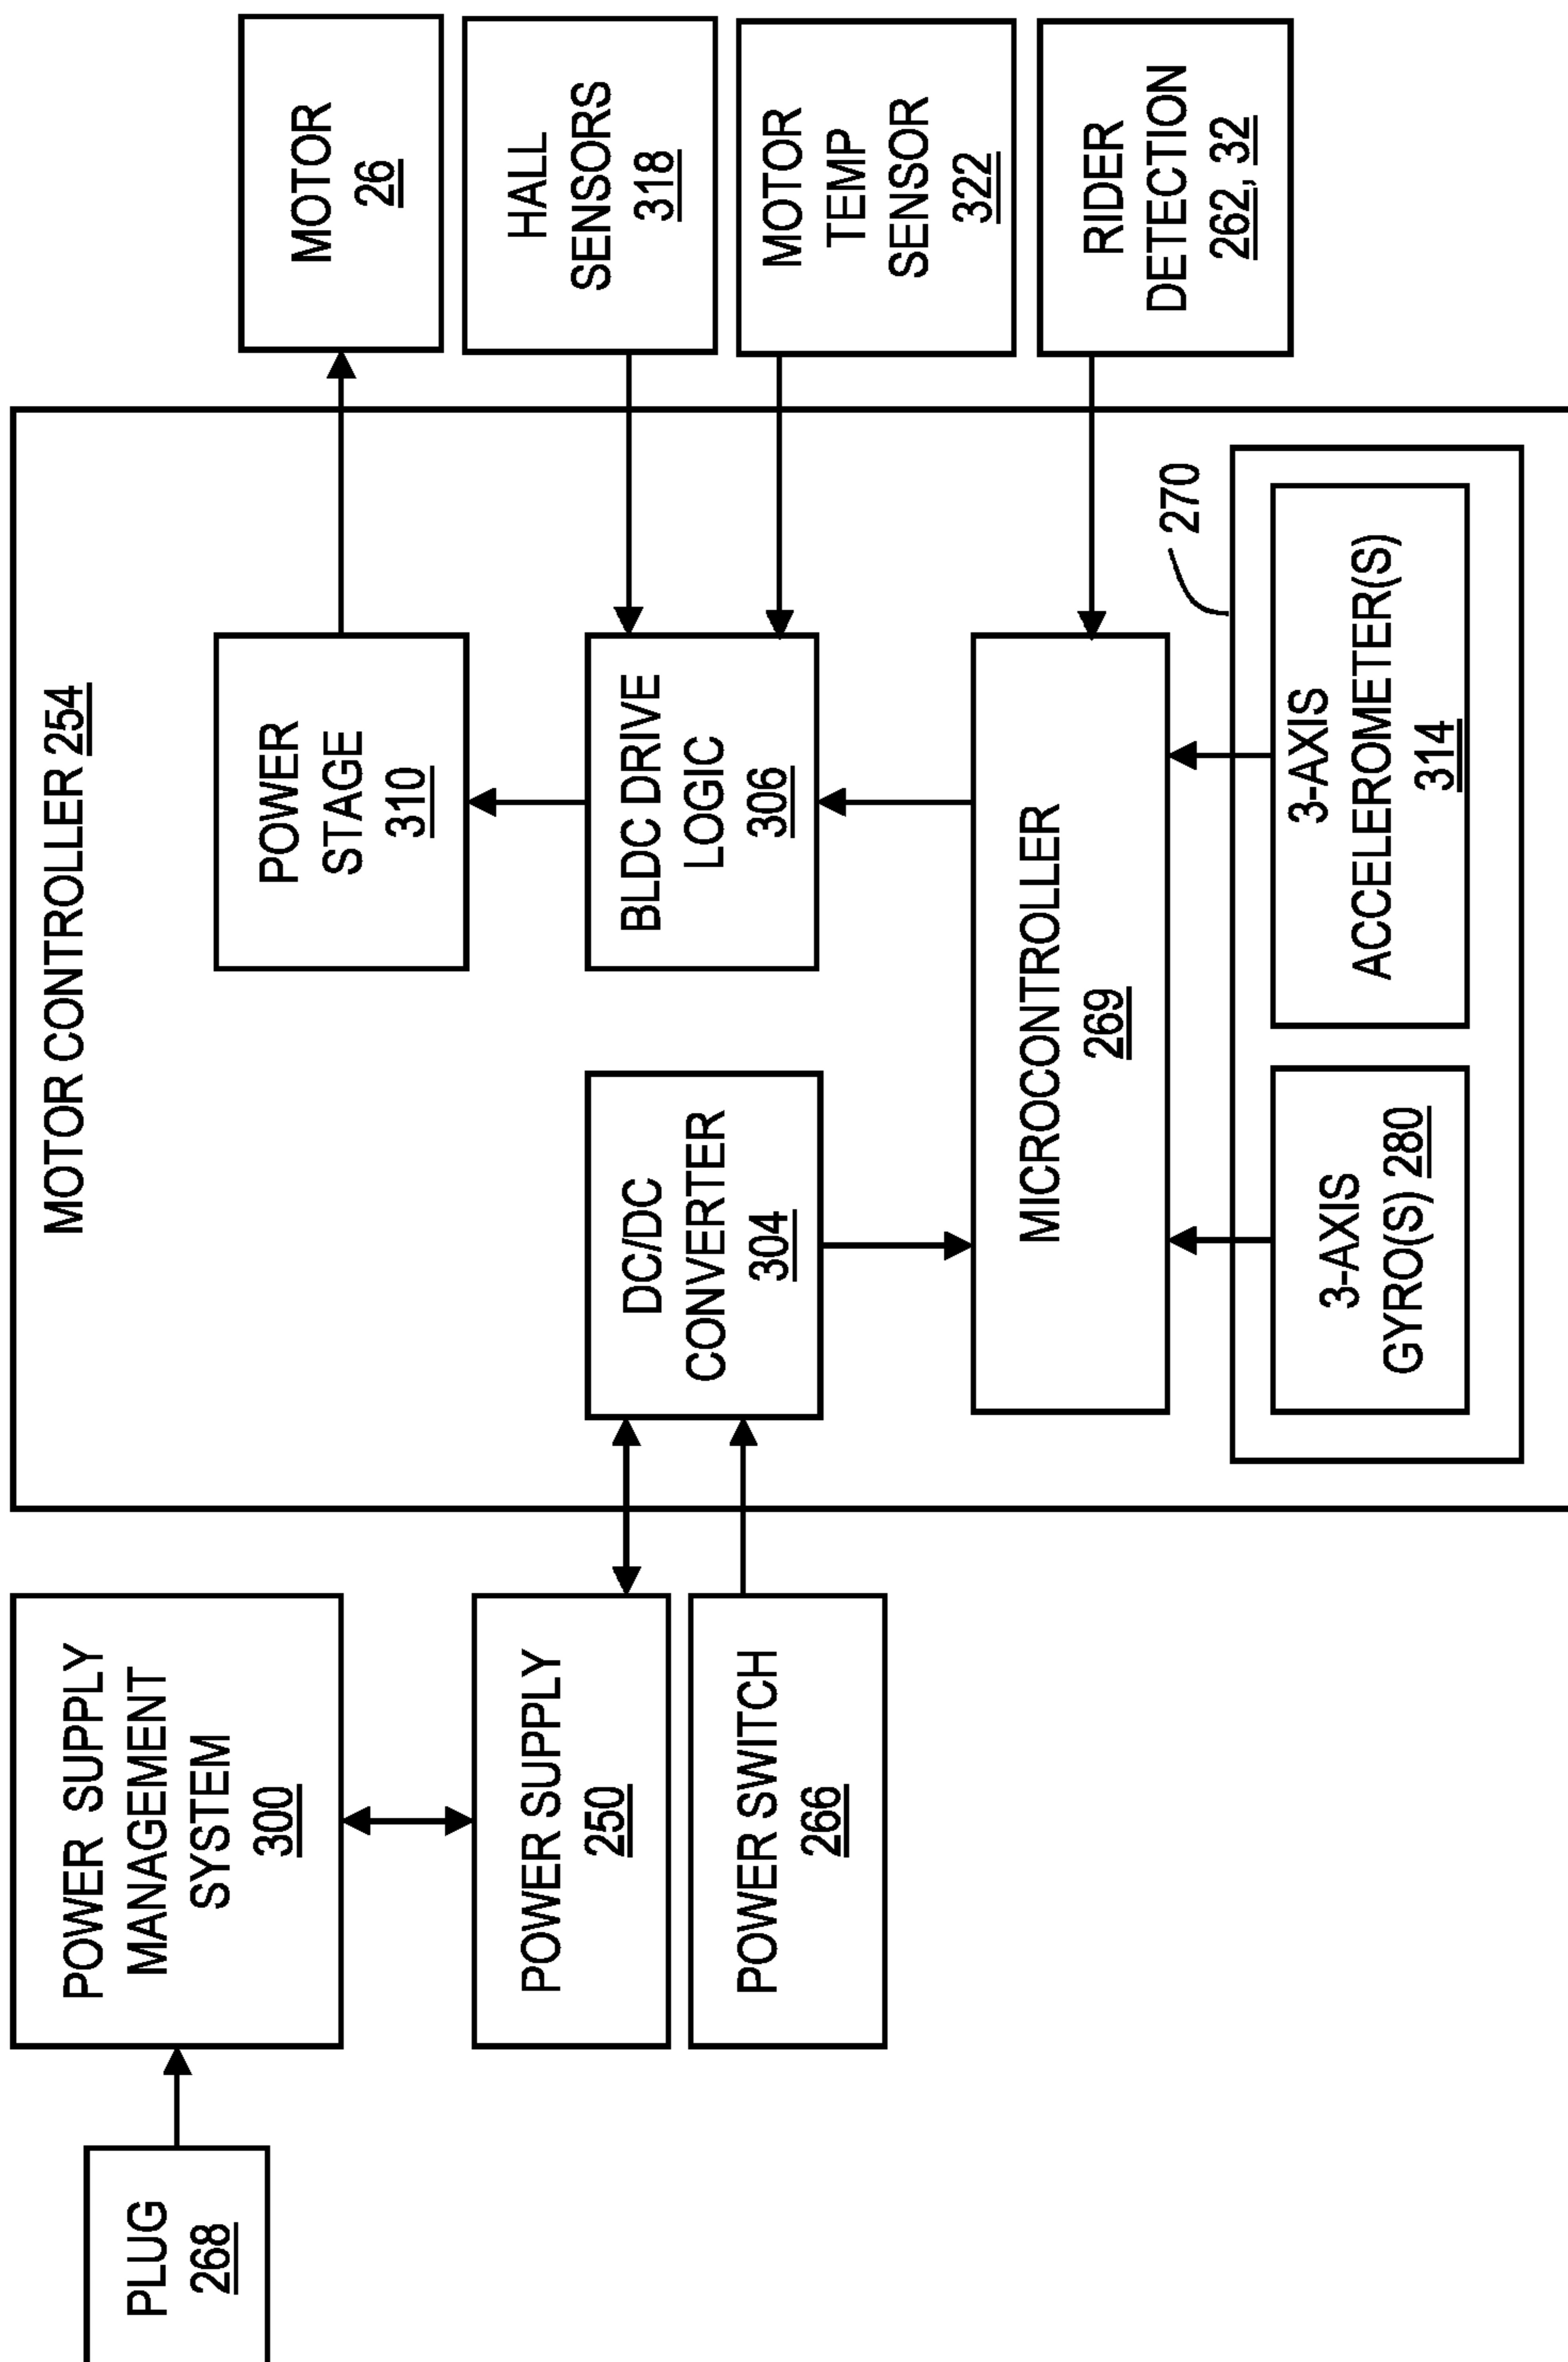 PLUG
268
POWER SUPPLY
MANAGEMENT
SYSTEM
300
POWER SUPPLY
250
POWER SWITCH
266
MOTOR CONTROLLER 254
DC/DC
CONVERTER
304
POWER
STAGE
310
BLDC DRIVE
LOGIC
306
MICROCONTROLLER
269
270
3-AXIS
GYRO(S) 280
3-AXIS
ACCELEROMETER(S)
314
MOTOR
26
HALL
SENSORS
318
MOTOR
TEMP
SENSOR
322
RIDER
DETECTION
262, 32